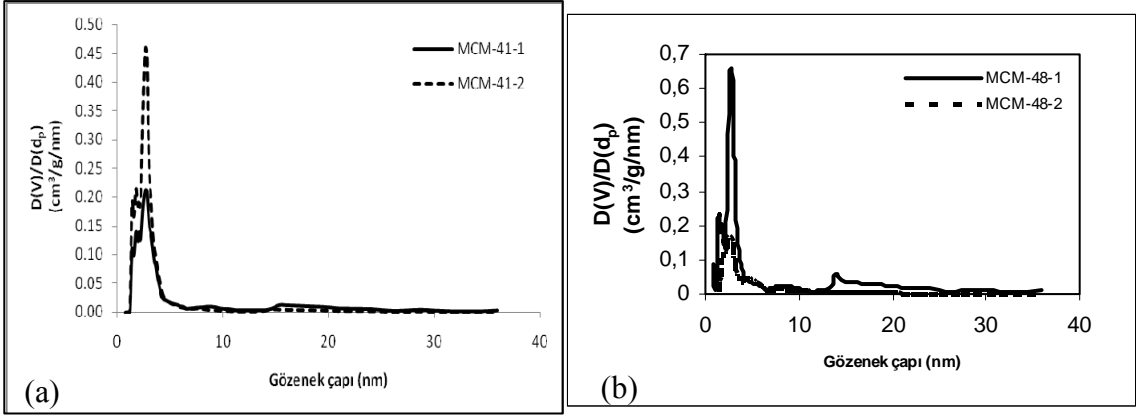 0.50
0.45
0.40
0.35
0.30
0.25
0.20
0.15
0.10
0.05
0.00
D(V)/D(dp)
(cm³/g/nm)
MCM-41-1
MCM-41-2
0 10 20 30 40
Gözenek çapı (nm)
(a)
0,7
0,6
0,5
0,4
0,3
0,2
0,1
0
D(V)/D(dp)
(cm³/g/nm)
MCM-48-1
MCM-48-2
0 10 20 30 40
Gözenek çapı (nm)
(b)